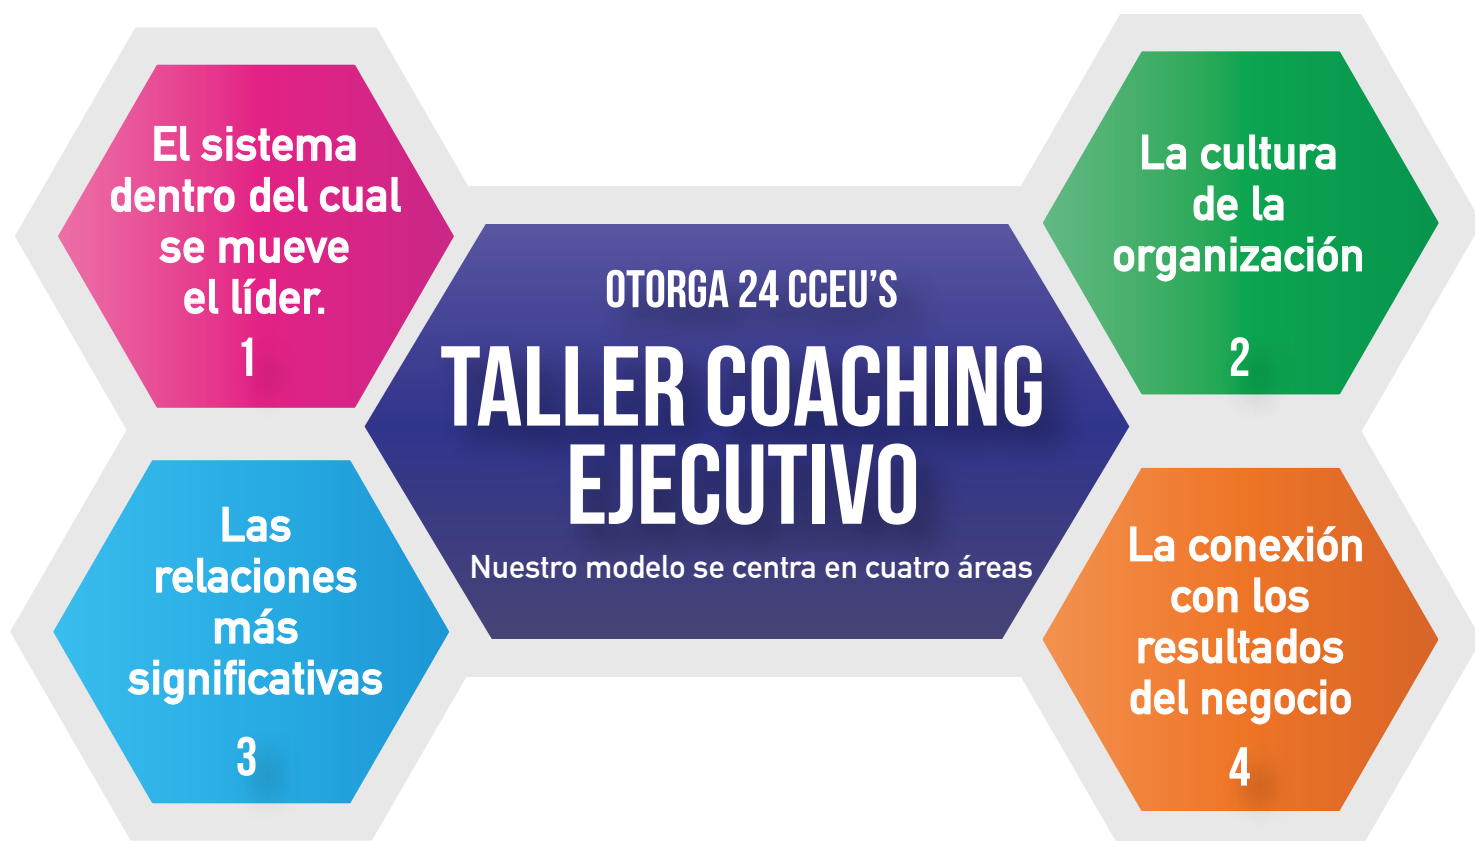 El sistema
dentro del cual
se mueve
el líder.
1
La cultura
de la
organización
2
OTORGA 24 CCEU'S
TALLER COACHING
EJECUTIVO
Nuestro modelo se centra en cuatro áreas
Las
relaciones
más
significativas
3
La conexión
con los
resultados
del negocio
4